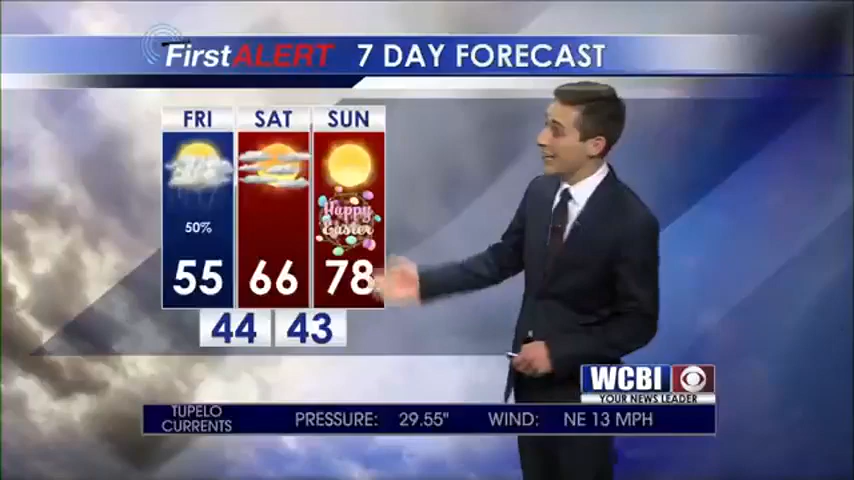 FirstALERT 7 DAY FORECAST
FRI SAT SUN
50%
Happy
Easter
55 66 78
44 43
WCBI
YOUR NEWS LEADER
TUPELO
CURRENTS
PRESSURE: 29.55" WIND: NE 13 MPH